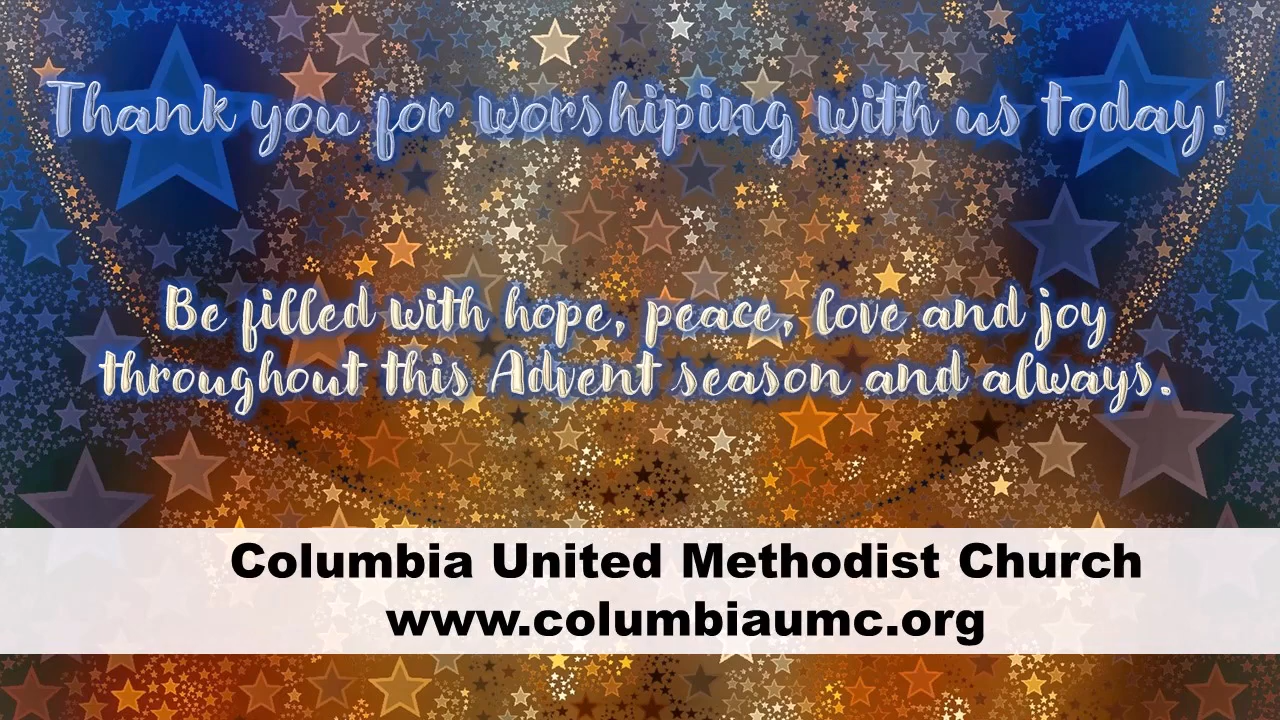 Thank you for worshiping with us today!
Be filled with hope, peace, love and joy
throughout this Advent season and always.
Columbia United Methodist Church
www.columbiaumc.org